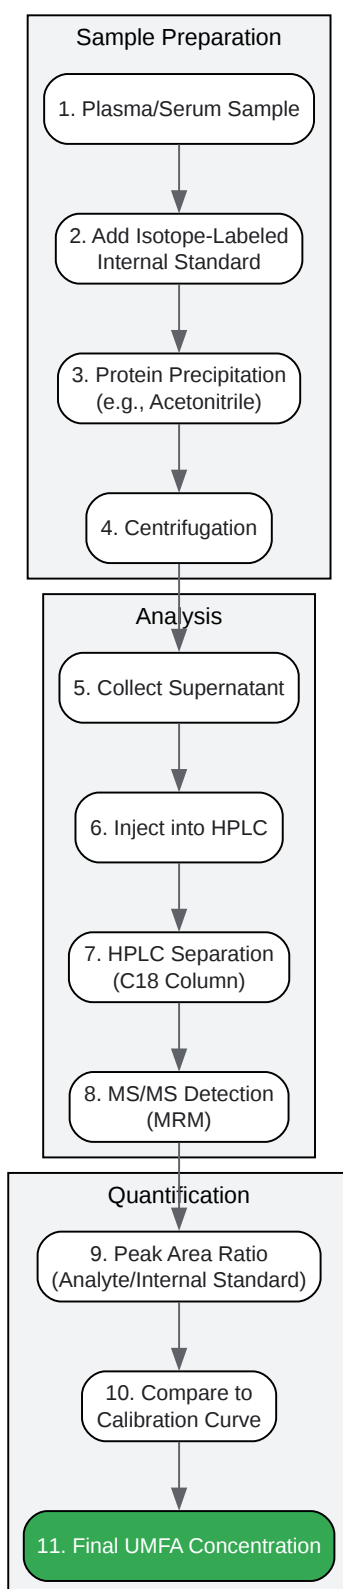 Sample Preparation
1. Plasma/Serum Sample
2. Add Isotope-Labeled
Internal Standard
3. Protein Precipitation
(e.g., Acetonitrile)
4. Centrifugation
Analysis
5. Collect Supernatant
6. Inject into HPLC
7. HPLC Separation
(C18 Column)
8. MS/MS Detection
(MRM)
Quantification
9. Peak Area Ratio
(Analyte/Internal Standard)
10. Compare to
Calibration Curve
11. Final UMFA Concentration